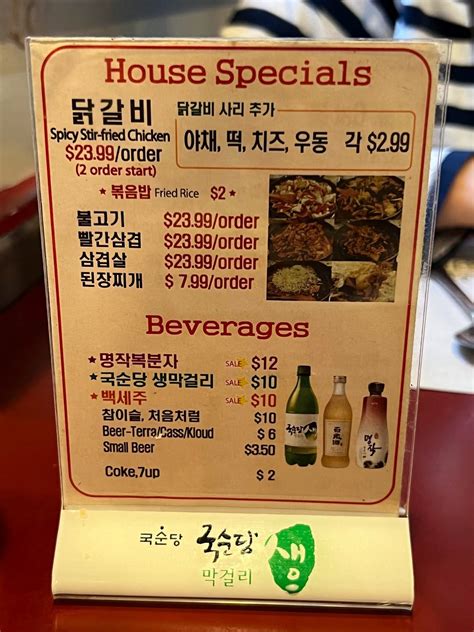 House Specials
닭갈비
Spicy Stir-fried Chicken
$23.99/order
(2 order start)
닭갈비 사리 추가
야채, 떡, 치즈, 우동 각 $2.99
★ 볶음밥 Fried Rice $2 ★
불고기 $23.99/order
빨간삼겹 $23.99/order
삼겹살 $23.99/order
된장찌개 $ 7.99/order
Beverages
★ 명작복분자 SALE $12
★ 국순당 생막걸리 SALE $10
★ 백세주 SALE $10
참이슬, 처음처럼 $10
Beer-Terra/Cass/Kloud $ 6
Small Beer $3.50
Coke,7up $ 2
국순당 국순당 생
막걸리